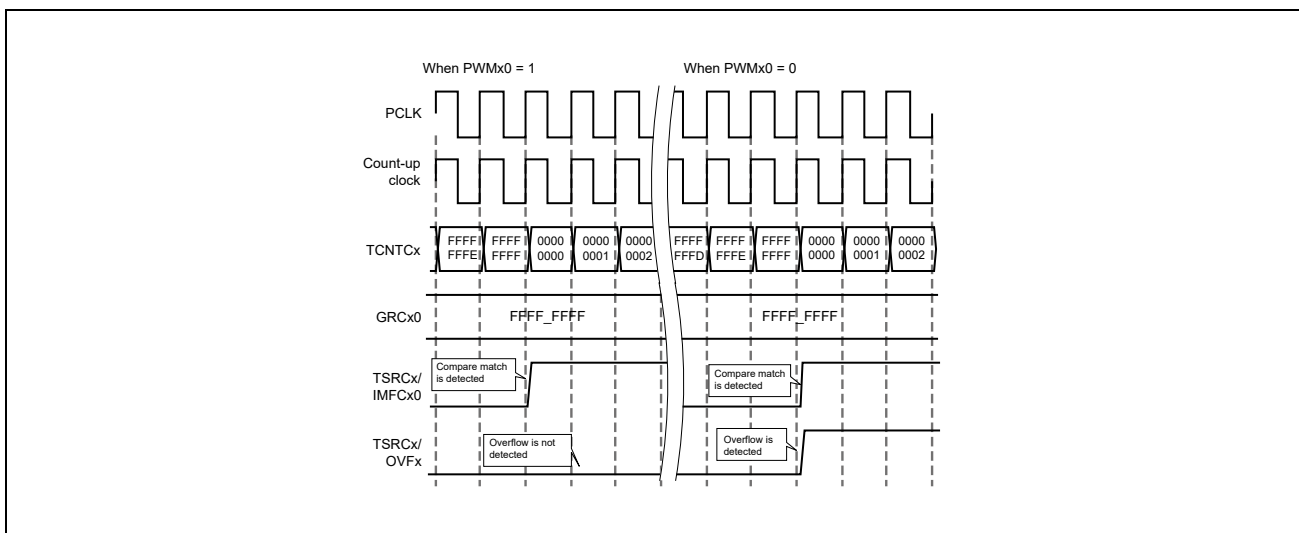 When PWMx0 = 1
When PWMx0 = 0
PCLK
Count-up
clock
TCNTCx
FFFF FFFF 0000 0000 0000 FFFF FFFF FFFF 0000 0000 0000
FFFE FFFF 0000 0001 0002 FFFD FFFE FFFF 0000 0001 0002
GRCx0
FFFF_FFFF
FFFF_FFFF
TSRCx/
IMFCx0
Compare match
is detected
Compare match
is detected
TSRCx/
OVFx
Overflow is not
detected
Overflow is
detected